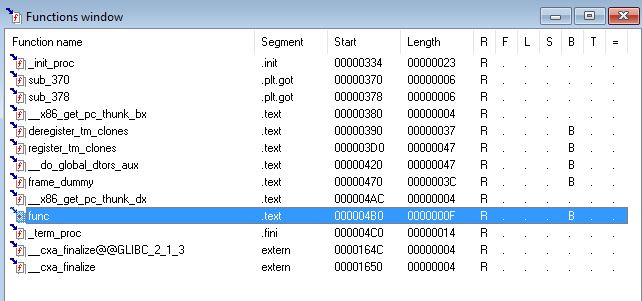 Functions window
Function name Segment Start Length R F L S B T =
_init_proc .init 00000334 00000023 R . . . . . .
sub_370 .plt.got 00000370 00000006 R . . . . . .
sub_378 .plt.got 00000378 00000006 R . . . . . .
__x86_get_pc_thunk_bx .text 00000380 00000004 R . . . . . .
deregister_tm_clones .text 00000390 00000037 R . . . B . .
register_tm_clones .text 000003D0 00000047 R . . . B . .
__do_global_dtors_aux .text 00000420 00000047 R . . . B . .
frame_dummy .text 00000470 0000003C R . . . B . .
__x86_get_pc_thunk_dx .text 000004AC 00000004 R . . . . . .
func .text 000004B0 0000000F R . . . B . .
_term_proc .fini 000004C0 00000014 R . . . . . .
__cxa_finalize@@GLIBC_2_1_3 extern 0000164C 00000004 R . . . . . .
__cxa_finalize extern 00001650 00000004 R . . . . . .